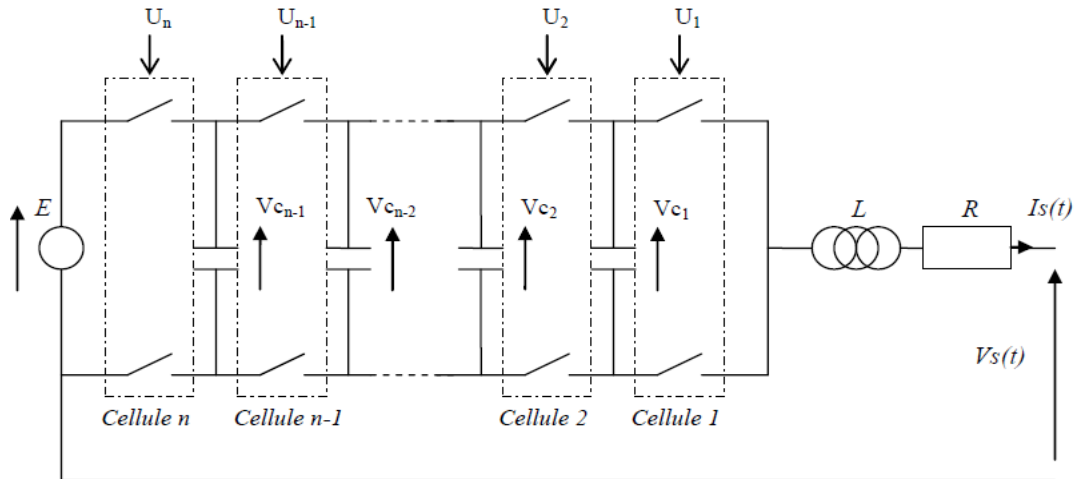 Uₙ Uₙ₋₁ U₂ U₁
E Vcₙ₋₁ Vcₙ₋₂ Vc₂ Vc₁ L R Is(t)
Vs(t)
Cellule n Cellule n-1 Cellule 2 Cellule 1